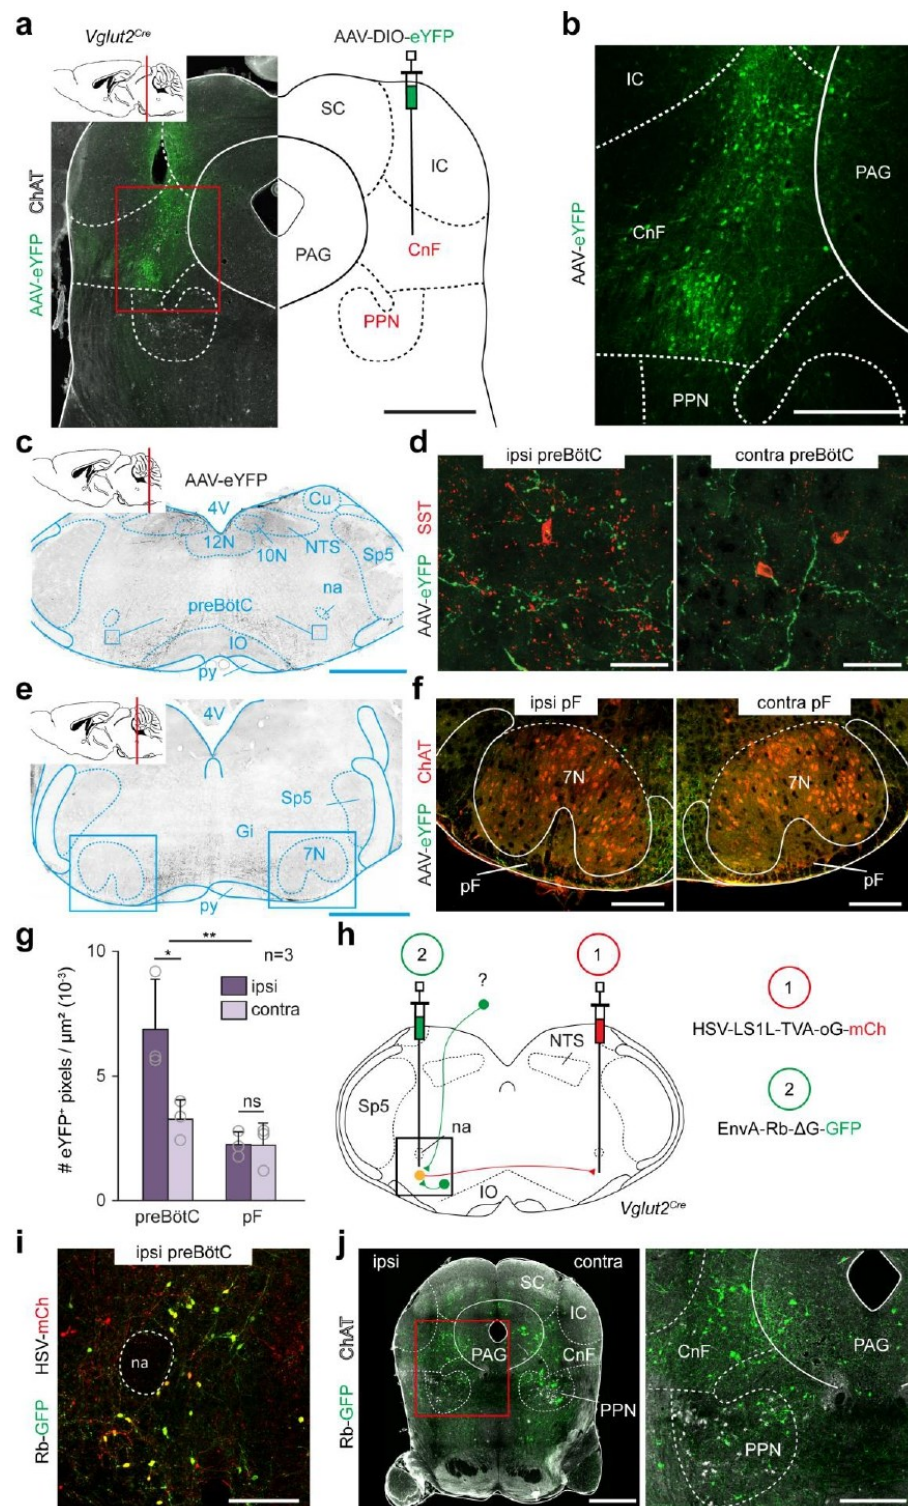 a
Vglut2Cre
AAV-DIO-eYFP
AAV-eYFP ChAT
SC
IC
PAG
CnF
PPN
b
IC
PAG
CnF
PPN
AAV-eYFP
c
AAV-eYFP
4V
Cu
12N
10N
NTS
Sp5
na
preBötC
IO
py
d
ipsi preBötC
contra preBötC
AAV-eYFP SST
e
4V
Sp5
Gi
7N
py
f
ipsi pF
contra pF
AAV-eYFP ChAT
7N
7N
pF
pF
g
# eYFP+ pixels / µm² (10-3)
10
5
0
**
*
n=3
ipsi
contra
ns
preBötC
pF
h
2
1
?
NTS
Sp5
na
IO
Vglut2Cre
1
HSV-LS1L-TVA-oG-mCh
2
EnvA-Rb-ΔG-GFP
i
ipsi preBötC
Rb-GFP HSV-mCh
na
j
ipsi
contra
Rb-GFP ChAT
SC
IC
PAG
CnF
PPN
CnF
PAG
PPN